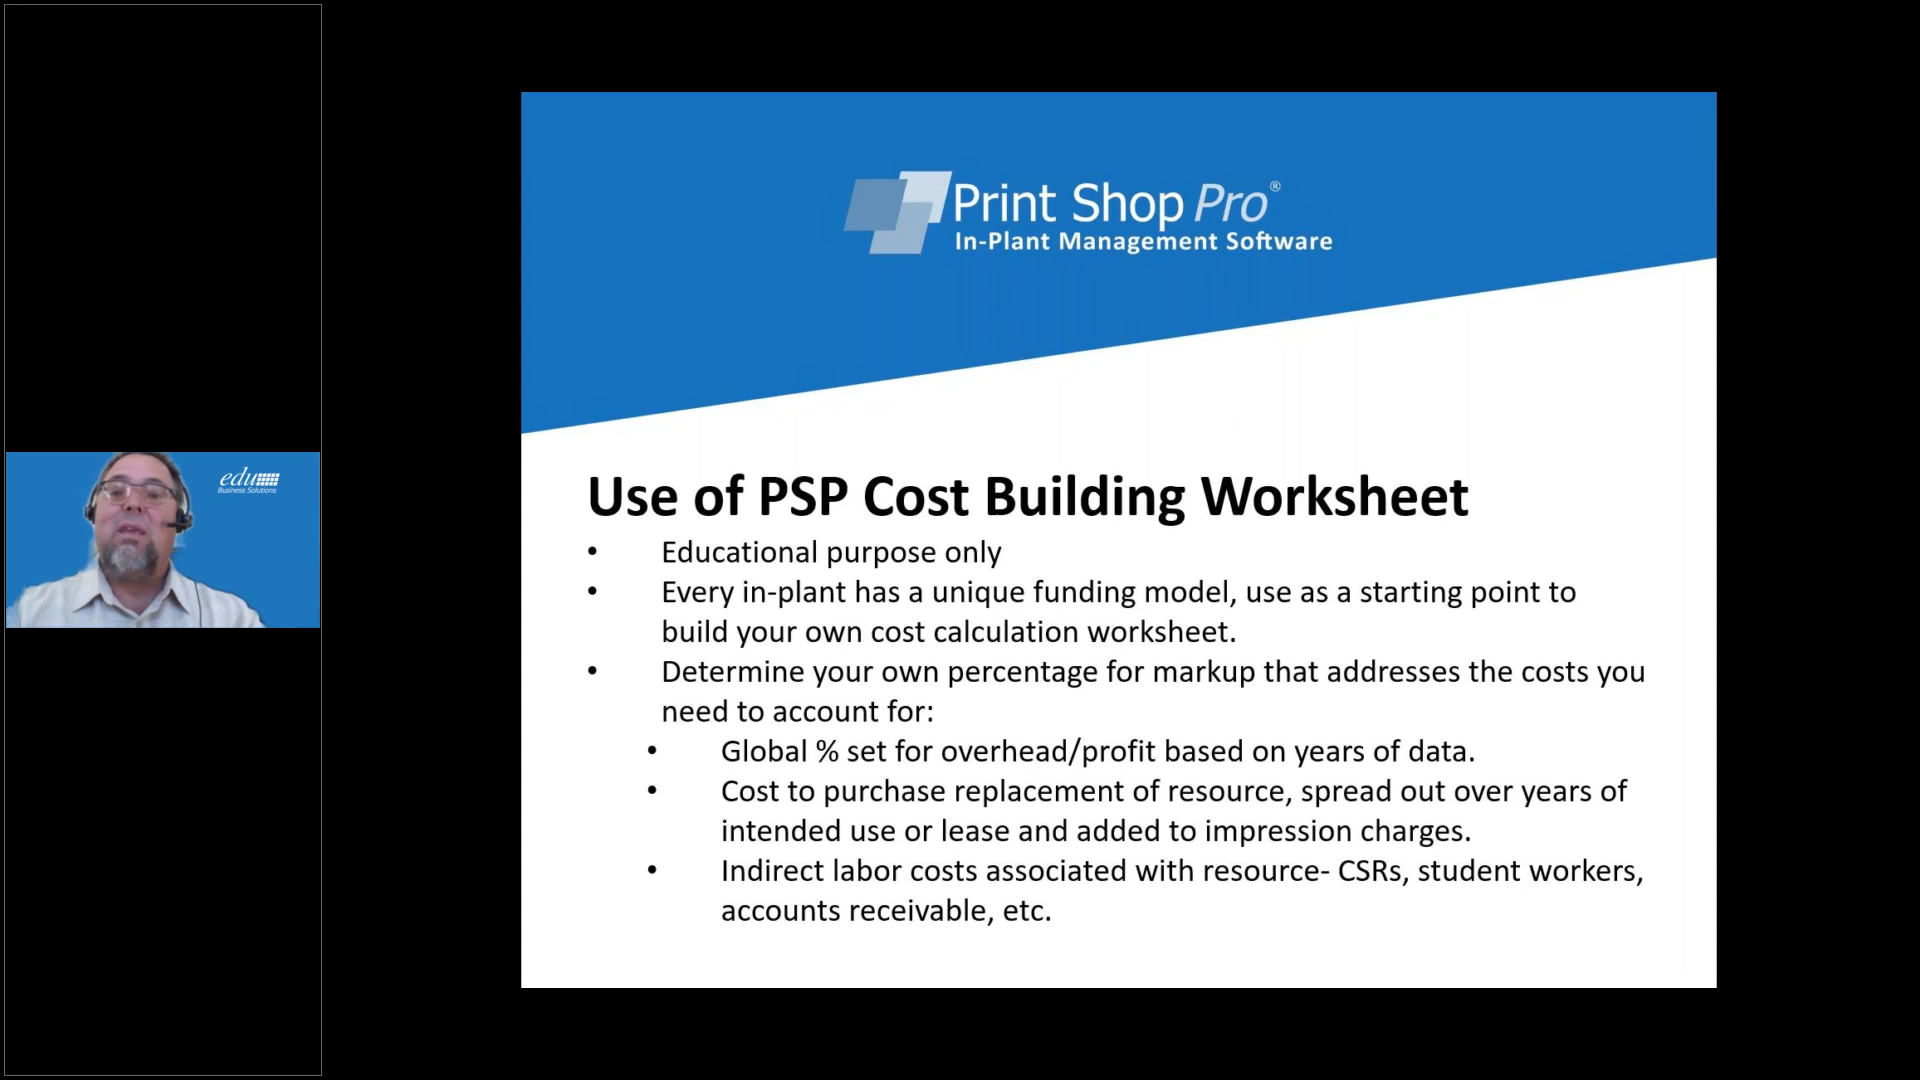 edu
Business Solutions
Print Shop Pro®
In-Plant Management Software
Use of PSP Cost Building Worksheet
• Educational purpose only
• Every in-plant has a unique funding model, use as a starting point to
build your own cost calculation worksheet.
• Determine your own percentage for markup that addresses the costs you
need to account for:
• Global % set for overhead/profit based on years of data.
• Cost to purchase replacement of resource, spread out over years of
intended use or lease and added to impression charges.
• Indirect labor costs associated with resource- CSRs, student workers,
accounts receivable, etc.